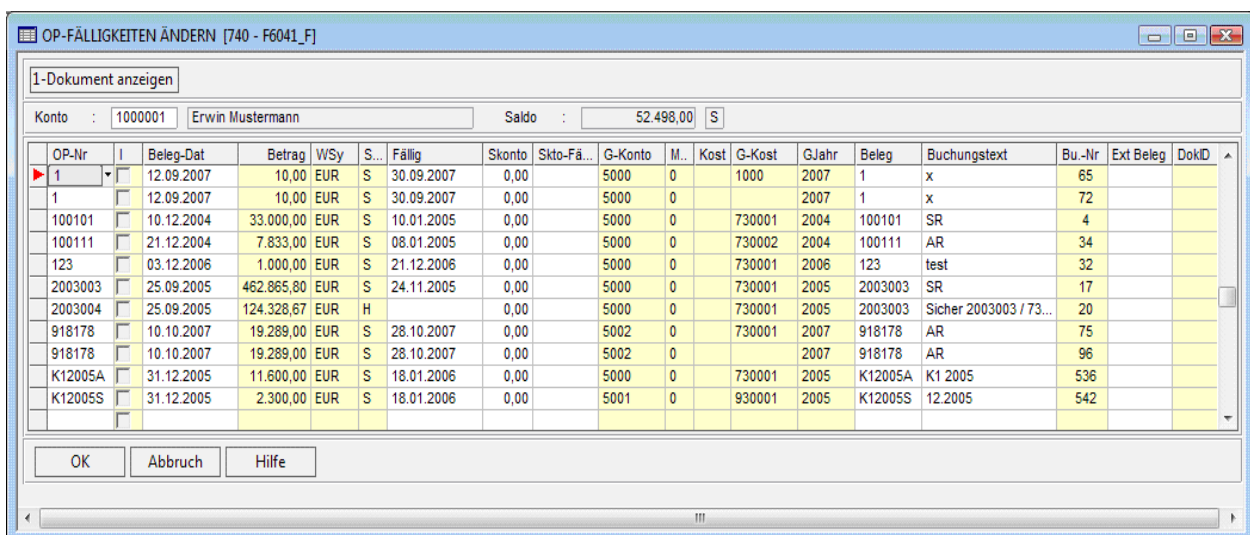 OP-FÄLLIGKEITEN ÄNDERN [740 - F6041_F]
1-Dokument anzeigen
Konto : 1000001 Erwin Mustermann Saldo : 52.498,00 S
OP-Nr I Beleg-Dat Betrag WSy S... Fällig Skonto Skto-Fä... G-Konto M.. Kost G-Kost GJahr Beleg Buchungstext Bu.-Nr Ext Beleg DokID
1 12.09.2007 10,00 EUR S 30.09.2007 0,00 5000 0 1000 2007 1 x 65
1 12.09.2007 10,00 EUR S 30.09.2007 0,00 5000 0 2007 1 x 72
100101 10.12.2004 33.000,00 EUR S 10.01.2005 0,00 5000 0 730001 2004 100101 SR 4
100111 21.12.2004 7.833,00 EUR S 08.01.2005 0,00 5000 0 730002 2004 100111 AR 34
123 03.12.2006 1.000,00 EUR S 21.12.2006 0,00 5000 0 730001 2006 123 test 32
2003003 25.09.2005 462.865,80 EUR S 24.11.2005 0,00 5000 0 730001 2005 2003003 SR 17
2003004 25.09.2005 124.328,67 EUR H 0,00 5000 0 730001 2005 2003003 Sicher 2003003 / 73... 20
918178 10.10.2007 19.289,00 EUR S 28.10.2007 0,00 5002 0 730001 2007 918178 AR 75
918178 10.10.2007 19.289,00 EUR S 28.10.2007 0,00 5002 0 2007 918178 AR 96
K12005A 31.12.2005 11.600,00 EUR S 18.01.2006 0,00 5000 0 730001 2005 K12005A K1 2005 536
K12005S 31.12.2005 2.300,00 EUR S 18.01.2006 0,00 5001 0 930001 2005 K12005S 12.2005 542
OK Abbruch Hilfe